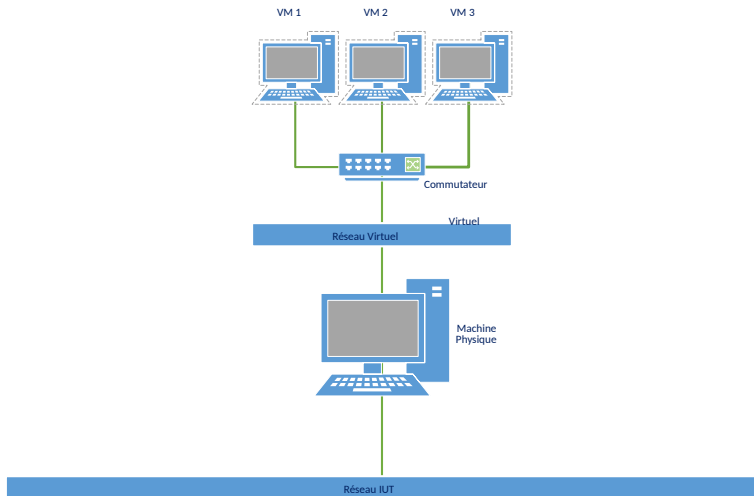 VM 1
VM 2
VM 3
Commutateur
Virtuel
Réseau Virtuel
Machine
Physique
Réseau IUT